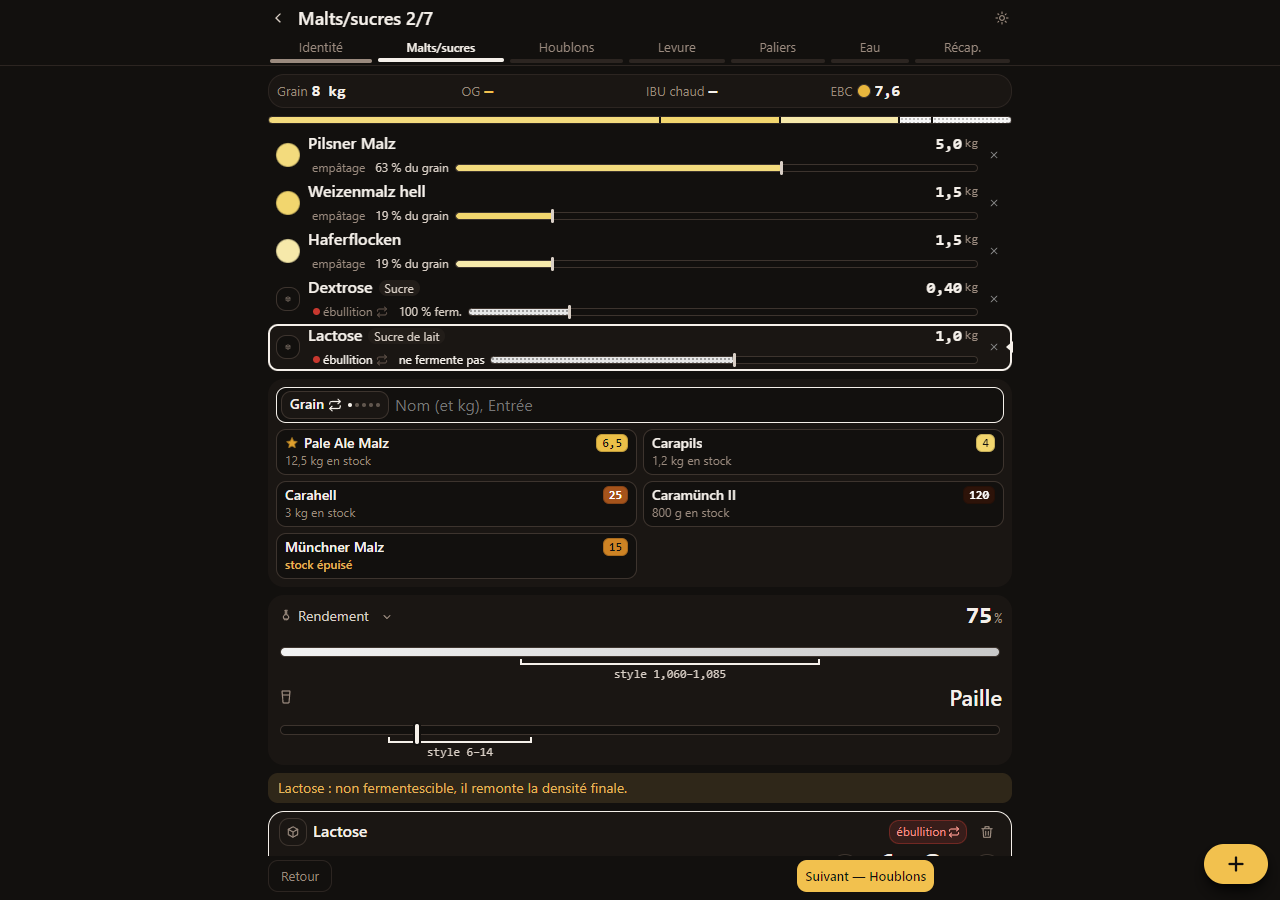 Malts/sucres 2/7
Identité Malts/sucres Houblons Levure Paliers Eau Récap.
Grain 8 kg OG – IBU chaud – EBC 7,6
Pilsner Malz 5,0 kg
empâtage 63 % du grain
Weizenmalz hell 1,5 kg
empâtage 19 % du grain
Haferflocken 1,5 kg
empâtage 19 % du grain
Dextrose Sucre 0,40 kg
ébullition 100 % ferm.
Lactose Sucre de lait 1,0 kg
ébullition ne fermente pas
Grain Nom (et kg), Entrée
Pale Ale Malz 6,5
12,5 kg en stock
Carapils 4
1,2 kg en stock
Carahell 25
3 kg en stock
Caramünch II 120
800 g en stock
Münchner Malz 15
stock épuisé
Rendement 75 %
style 1,060–1,085
Paille
style 6–14
Lactose : non fermentescible, il remonte la densité finale.
Lactose ébullition
Retour Suivant — Houblons +